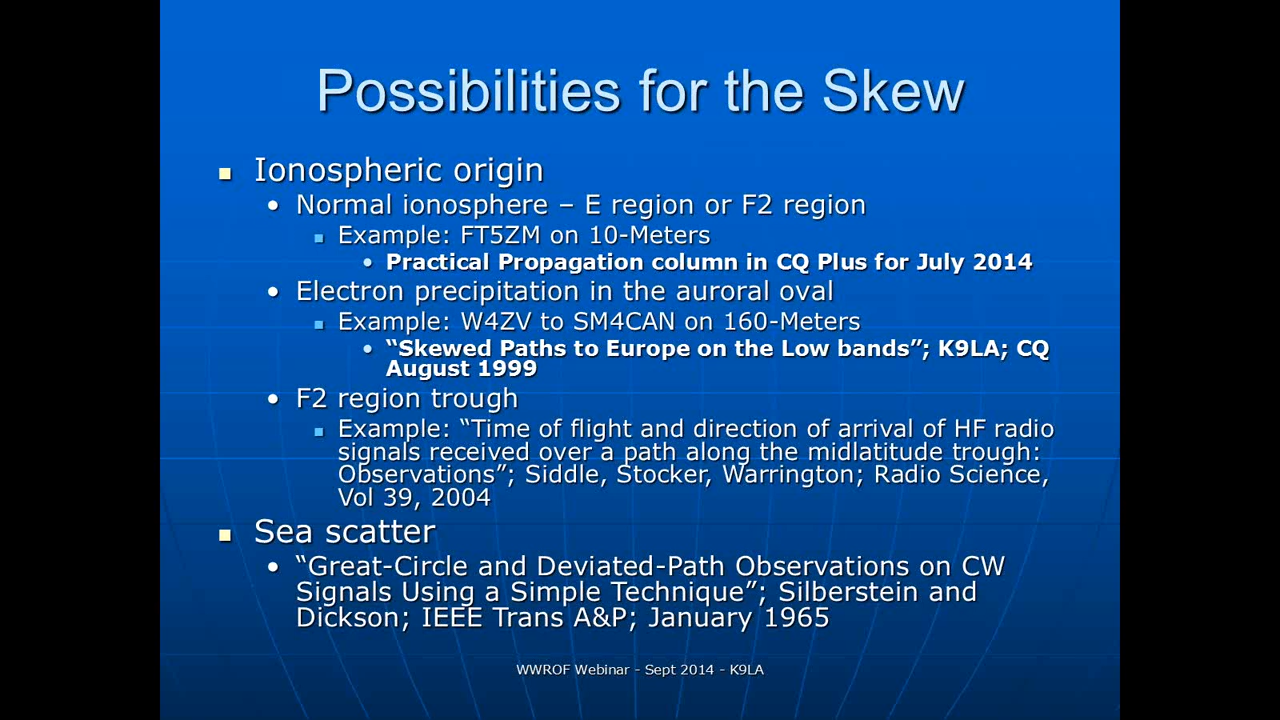 Possibilities for the Skew
Ionospheric origin
Normal ionosphere – E region or F2 region
Example: FT5ZM on 10-Meters
Practical Propagation column in CQ Plus for July 2014
Electron precipitation in the auroral oval
Example: W4ZV to SM4CAN on 160-Meters
“Skewed Paths to Europe on the Low bands”; K9LA; CQ
August 1999
F2 region trough
Example: “Time of flight and direction of arrival of HF radio
signals received over a path along the midlatitude trough:
Observations”; Siddle, Stocker, Warrington; Radio Science,
Vol 39, 2004
Sea scatter
“Great-Circle and Deviated-Path Observations on CW
Signals Using a Simple Technique”; Silberstein and
Dickson; IEEE Trans A&P; January 1965
WWROF Webinar - Sept 2014 - K9LA